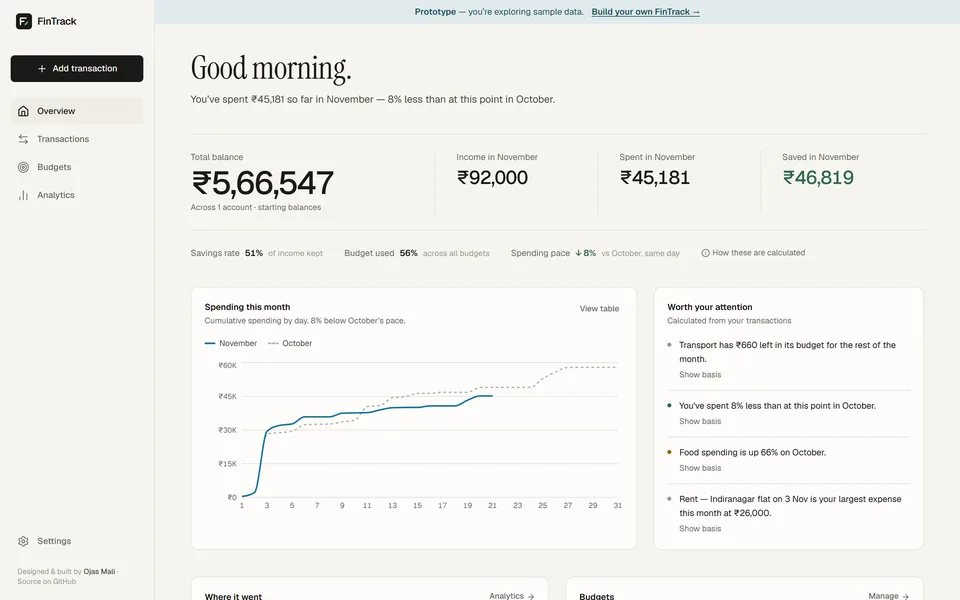 FinTrack
Prototype — you're exploring sample data. Build your own FinTrack →
+ Add transaction
Overview
Transactions
Budgets
Analytics
Settings
Designed & built by Ojas Mali ·
Source on GitHub
Good morning.
You've spent ₹45,181 so far in November — 8% less than at this point in October.
Total balance
₹5,66,547
Across 1 account · starting balances
Income in November
₹92,000
Spent in November
₹45,181
Saved in November
₹46,819
Savings rate 51% of income kept
Budget used 56% across all budgets
Spending pace ↓ 8% vs October, same day
How these are calculated
Spending this month
Cumulative spending by day. 8% below October's pace.
View table
November
October
₹60K
₹45K
₹30K
₹15K
₹0
1 3 5 7 9 11 13 15 17 19 21 23 25 27 29 31
Worth your attention
Calculated from your transactions
Transport has ₹660 left in its budget for the rest of the
month.
Show basis
You've spent 8% less than at this point in October.
Show basis
Food spending is up 66% on October.
Show basis
Rent — Indiranagar flat on 3 Nov is your largest expense
this month at ₹26,000.
Show basis
Where it went
Analytics →
Budgets
Manage →